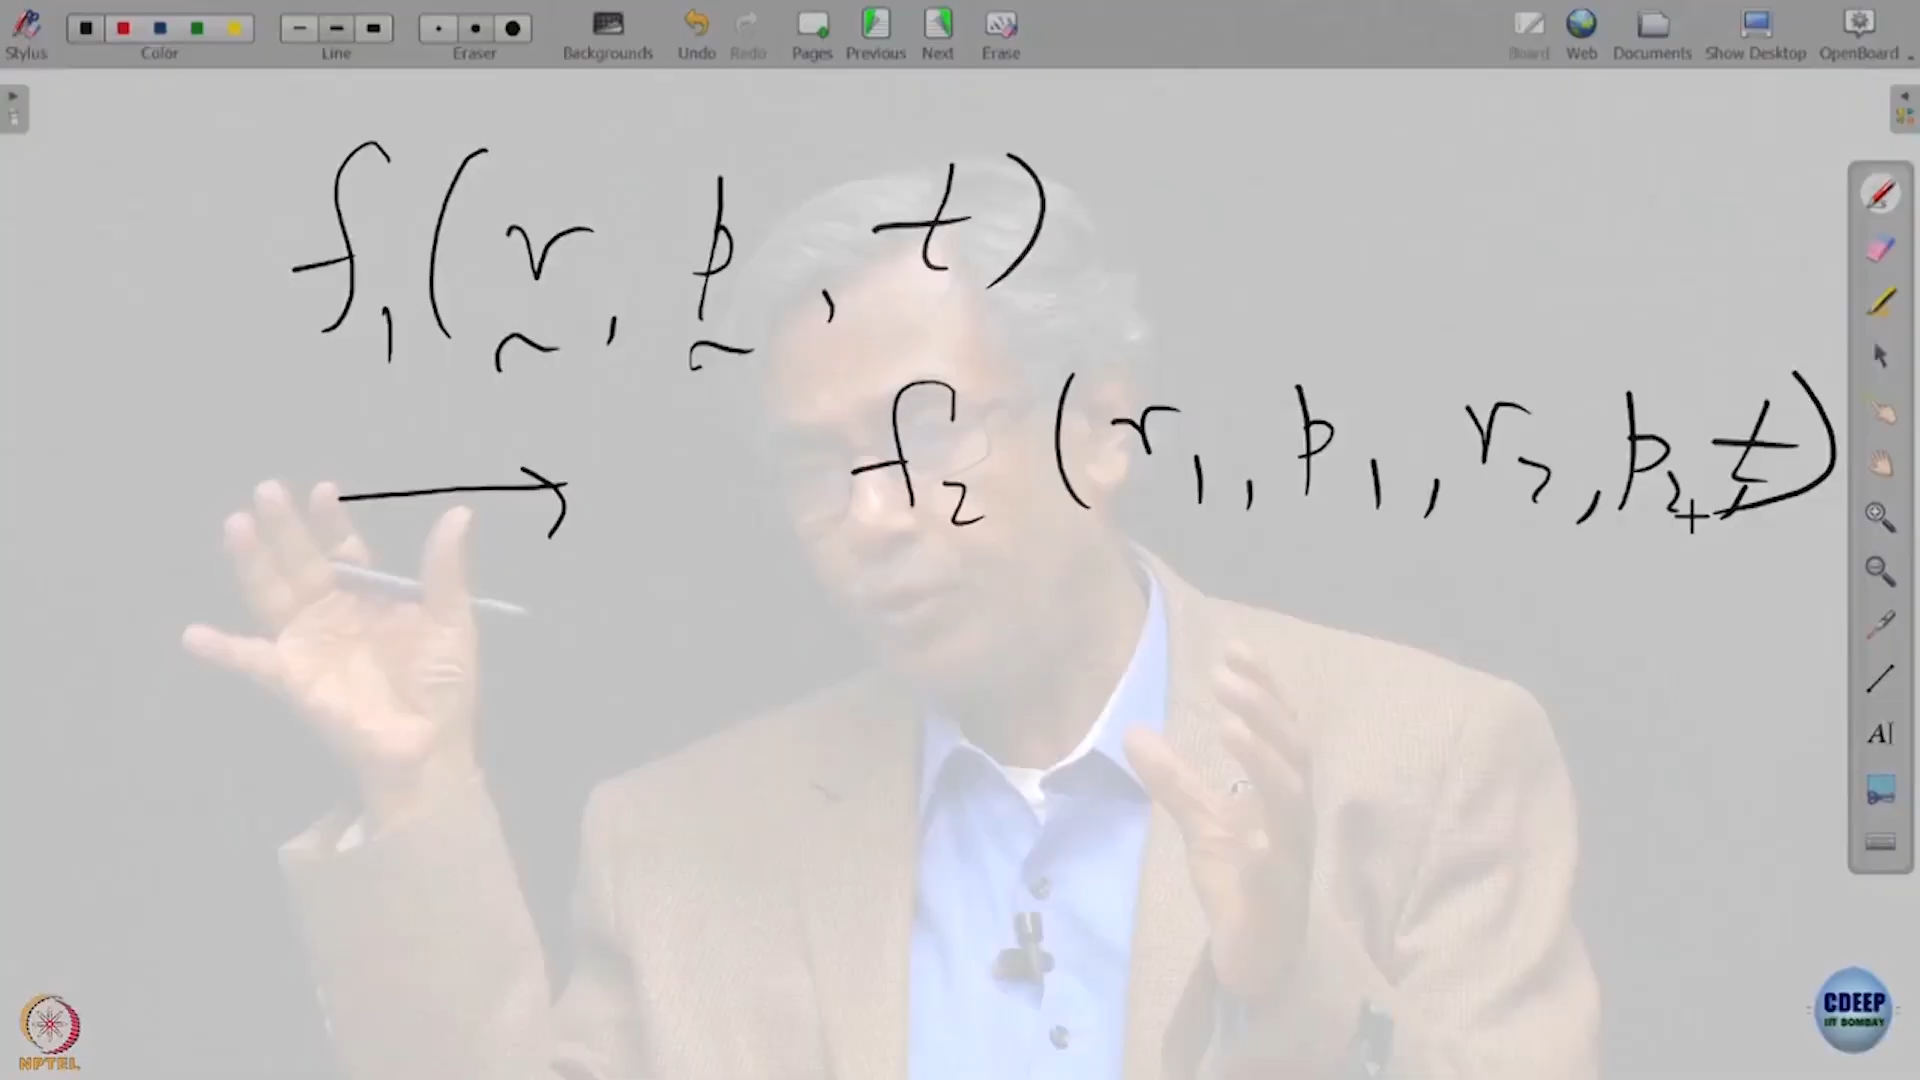 Stylus Color Line Eraser Backgrounds Undo Redo Pages Previous Next Erase Board Web Documents Show Desktop OpenBoard
f₁(r, p, t)
→ f₂(r₁, p₁, r₂, p₂, t)
AI
NPTEL
CDEEP
IIT BOMBAY